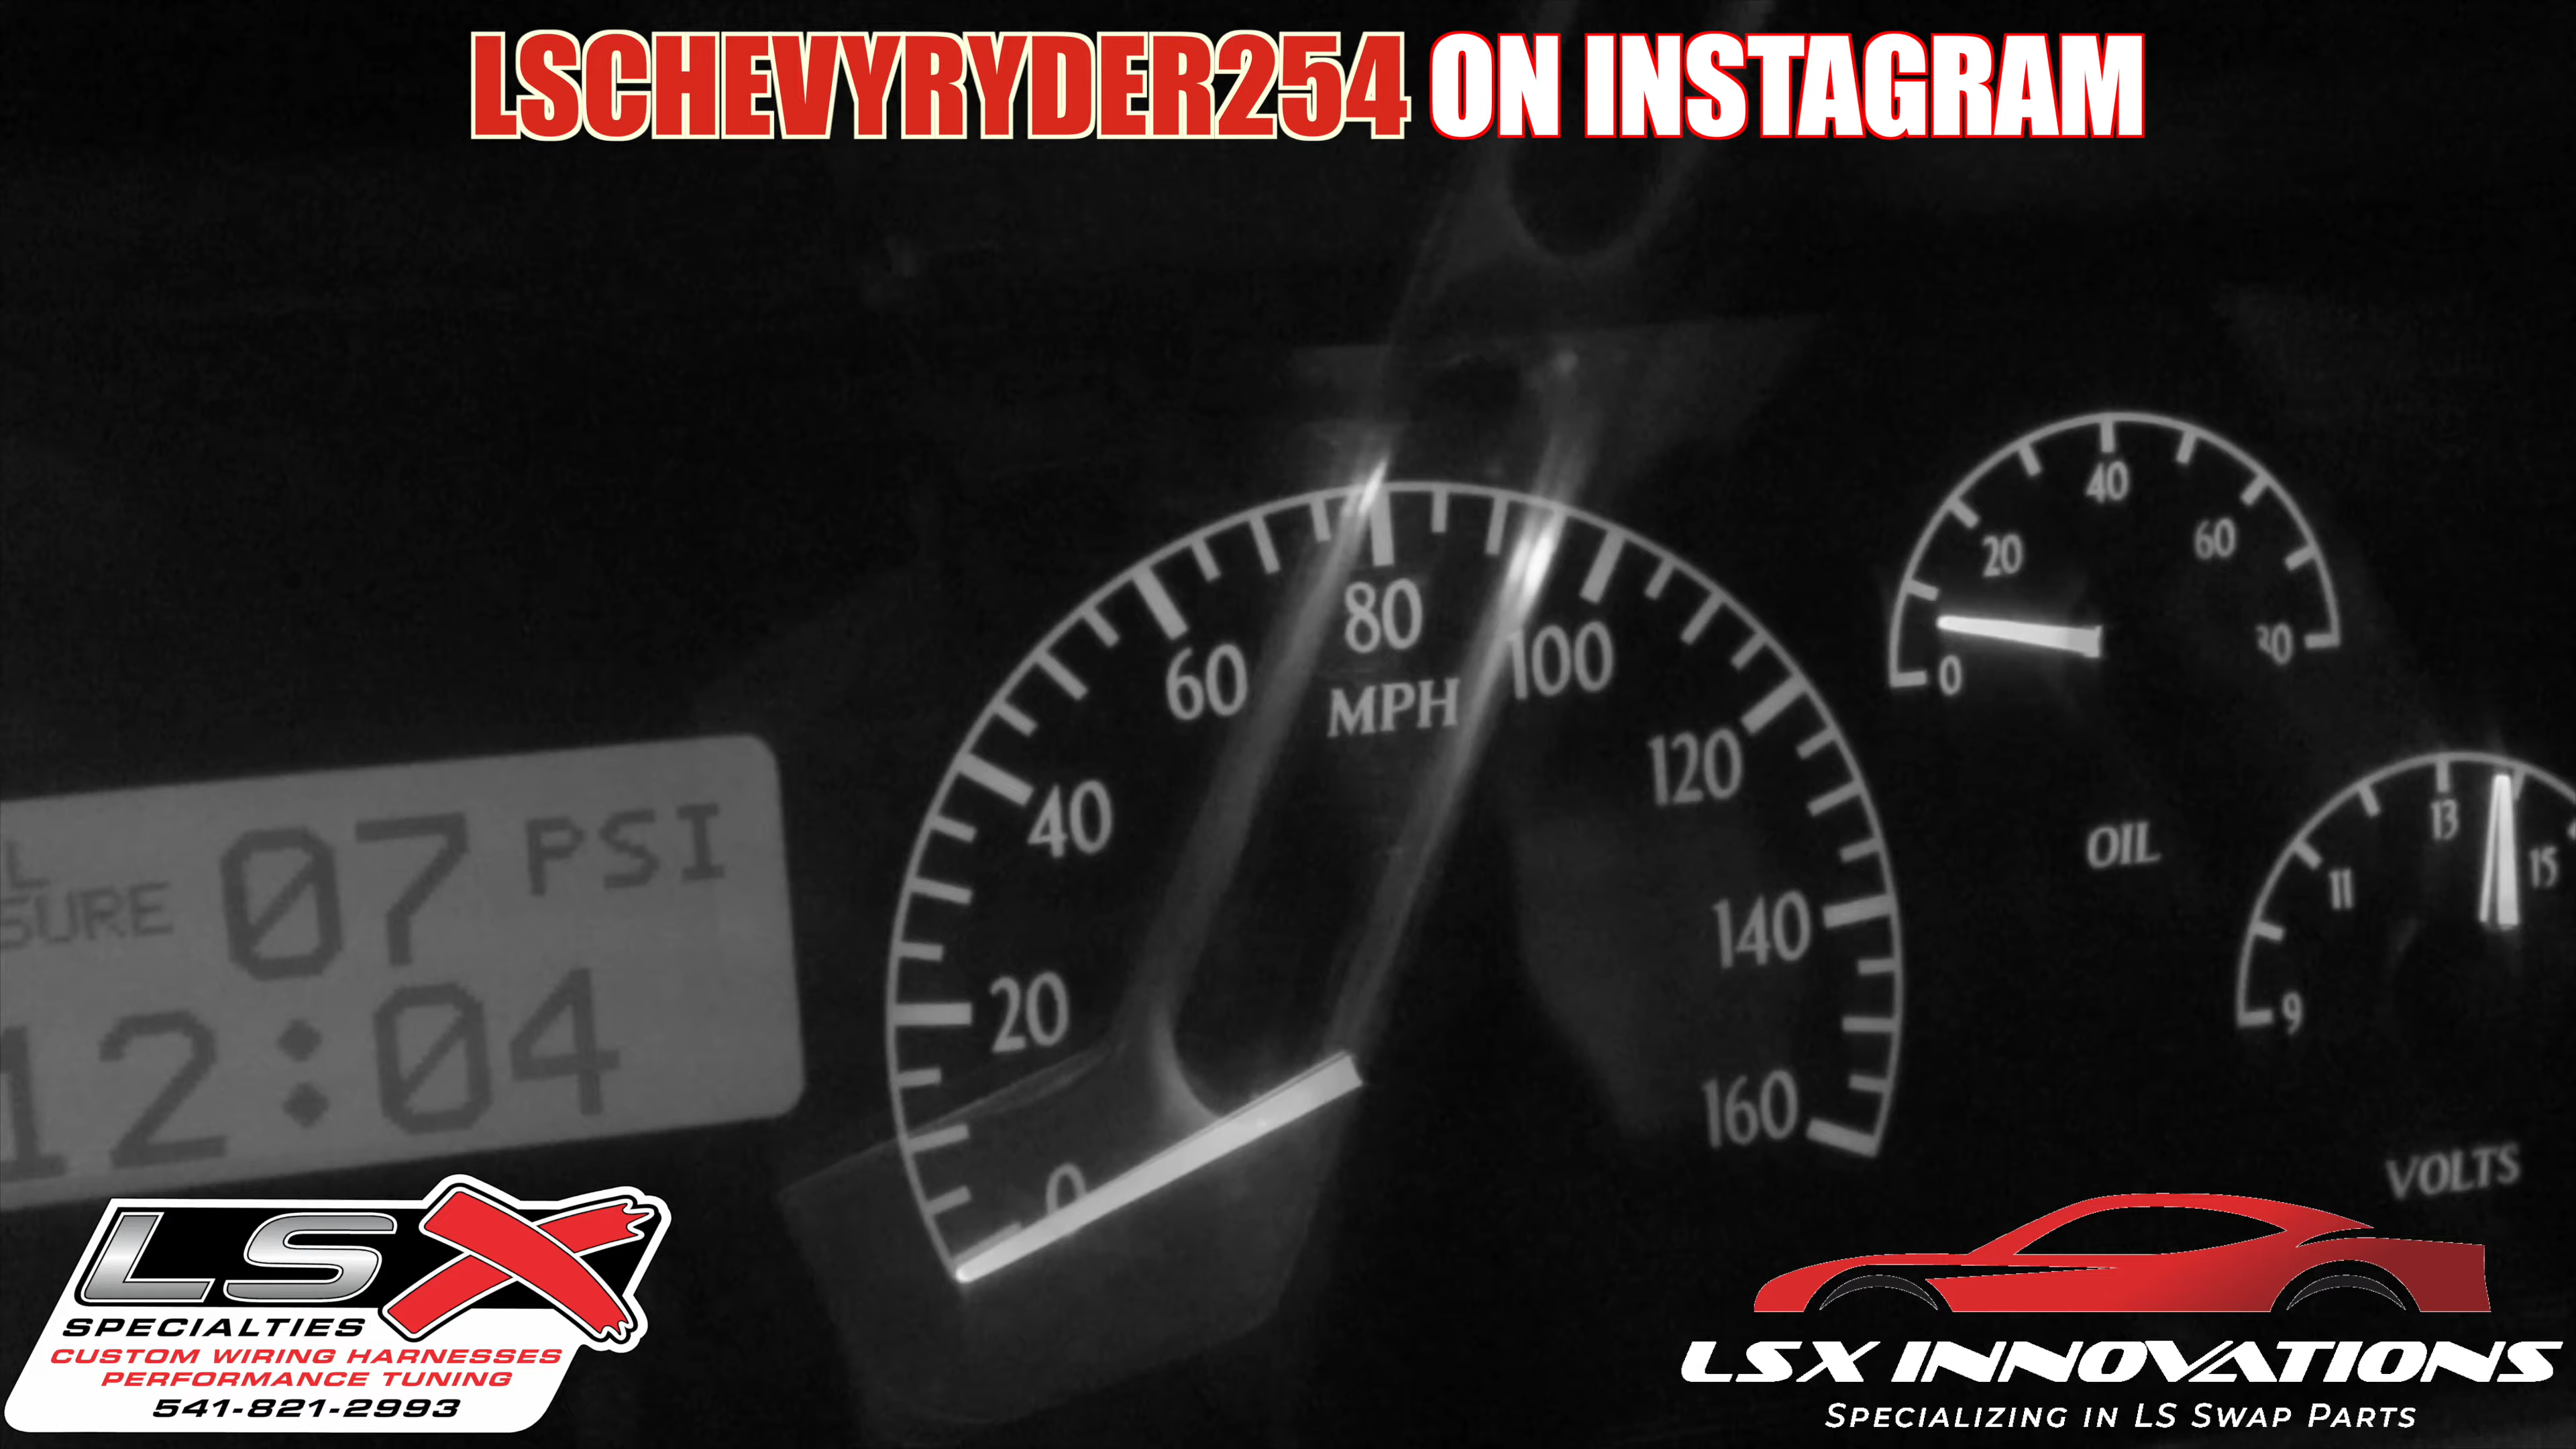 LSCHEVYRYDER254 ON INSTAGRAM
40
20
60
0
80
MPH
60
100
40
120
20
140
0
160
OIL
13
15
11
9
VOLTS
L
SURE
07 PSI
12:04
LSX
SPECIALTIES
CUSTOM WIRING HARNESSES
PERFORMANCE TUNING
541-821-2993
LSX INNOVATIONS
SPECIALIZING IN LS SWAP PARTS